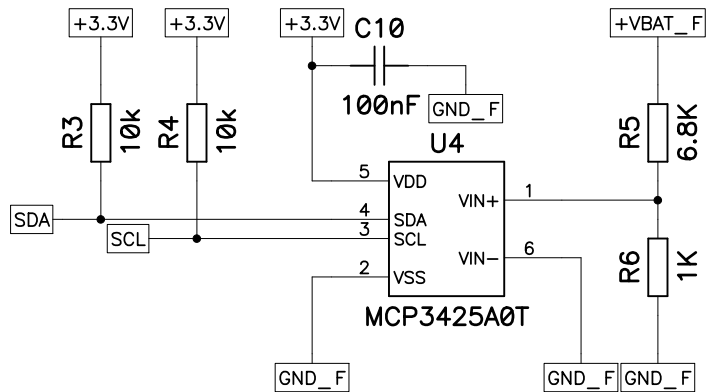 +3.3V
+3.3V
+3.3V
C10
+VBAT_F
R3
10k
R4
10k
100nF
GND_F
R5
6.8K
U4
5
VDD
VIN+
1
SDA
4
SDA
SCL
3
SCL
VIN-
6
2
VSS
R6
1K
MCP3425A0T
GND_F
GND_F
GND_F